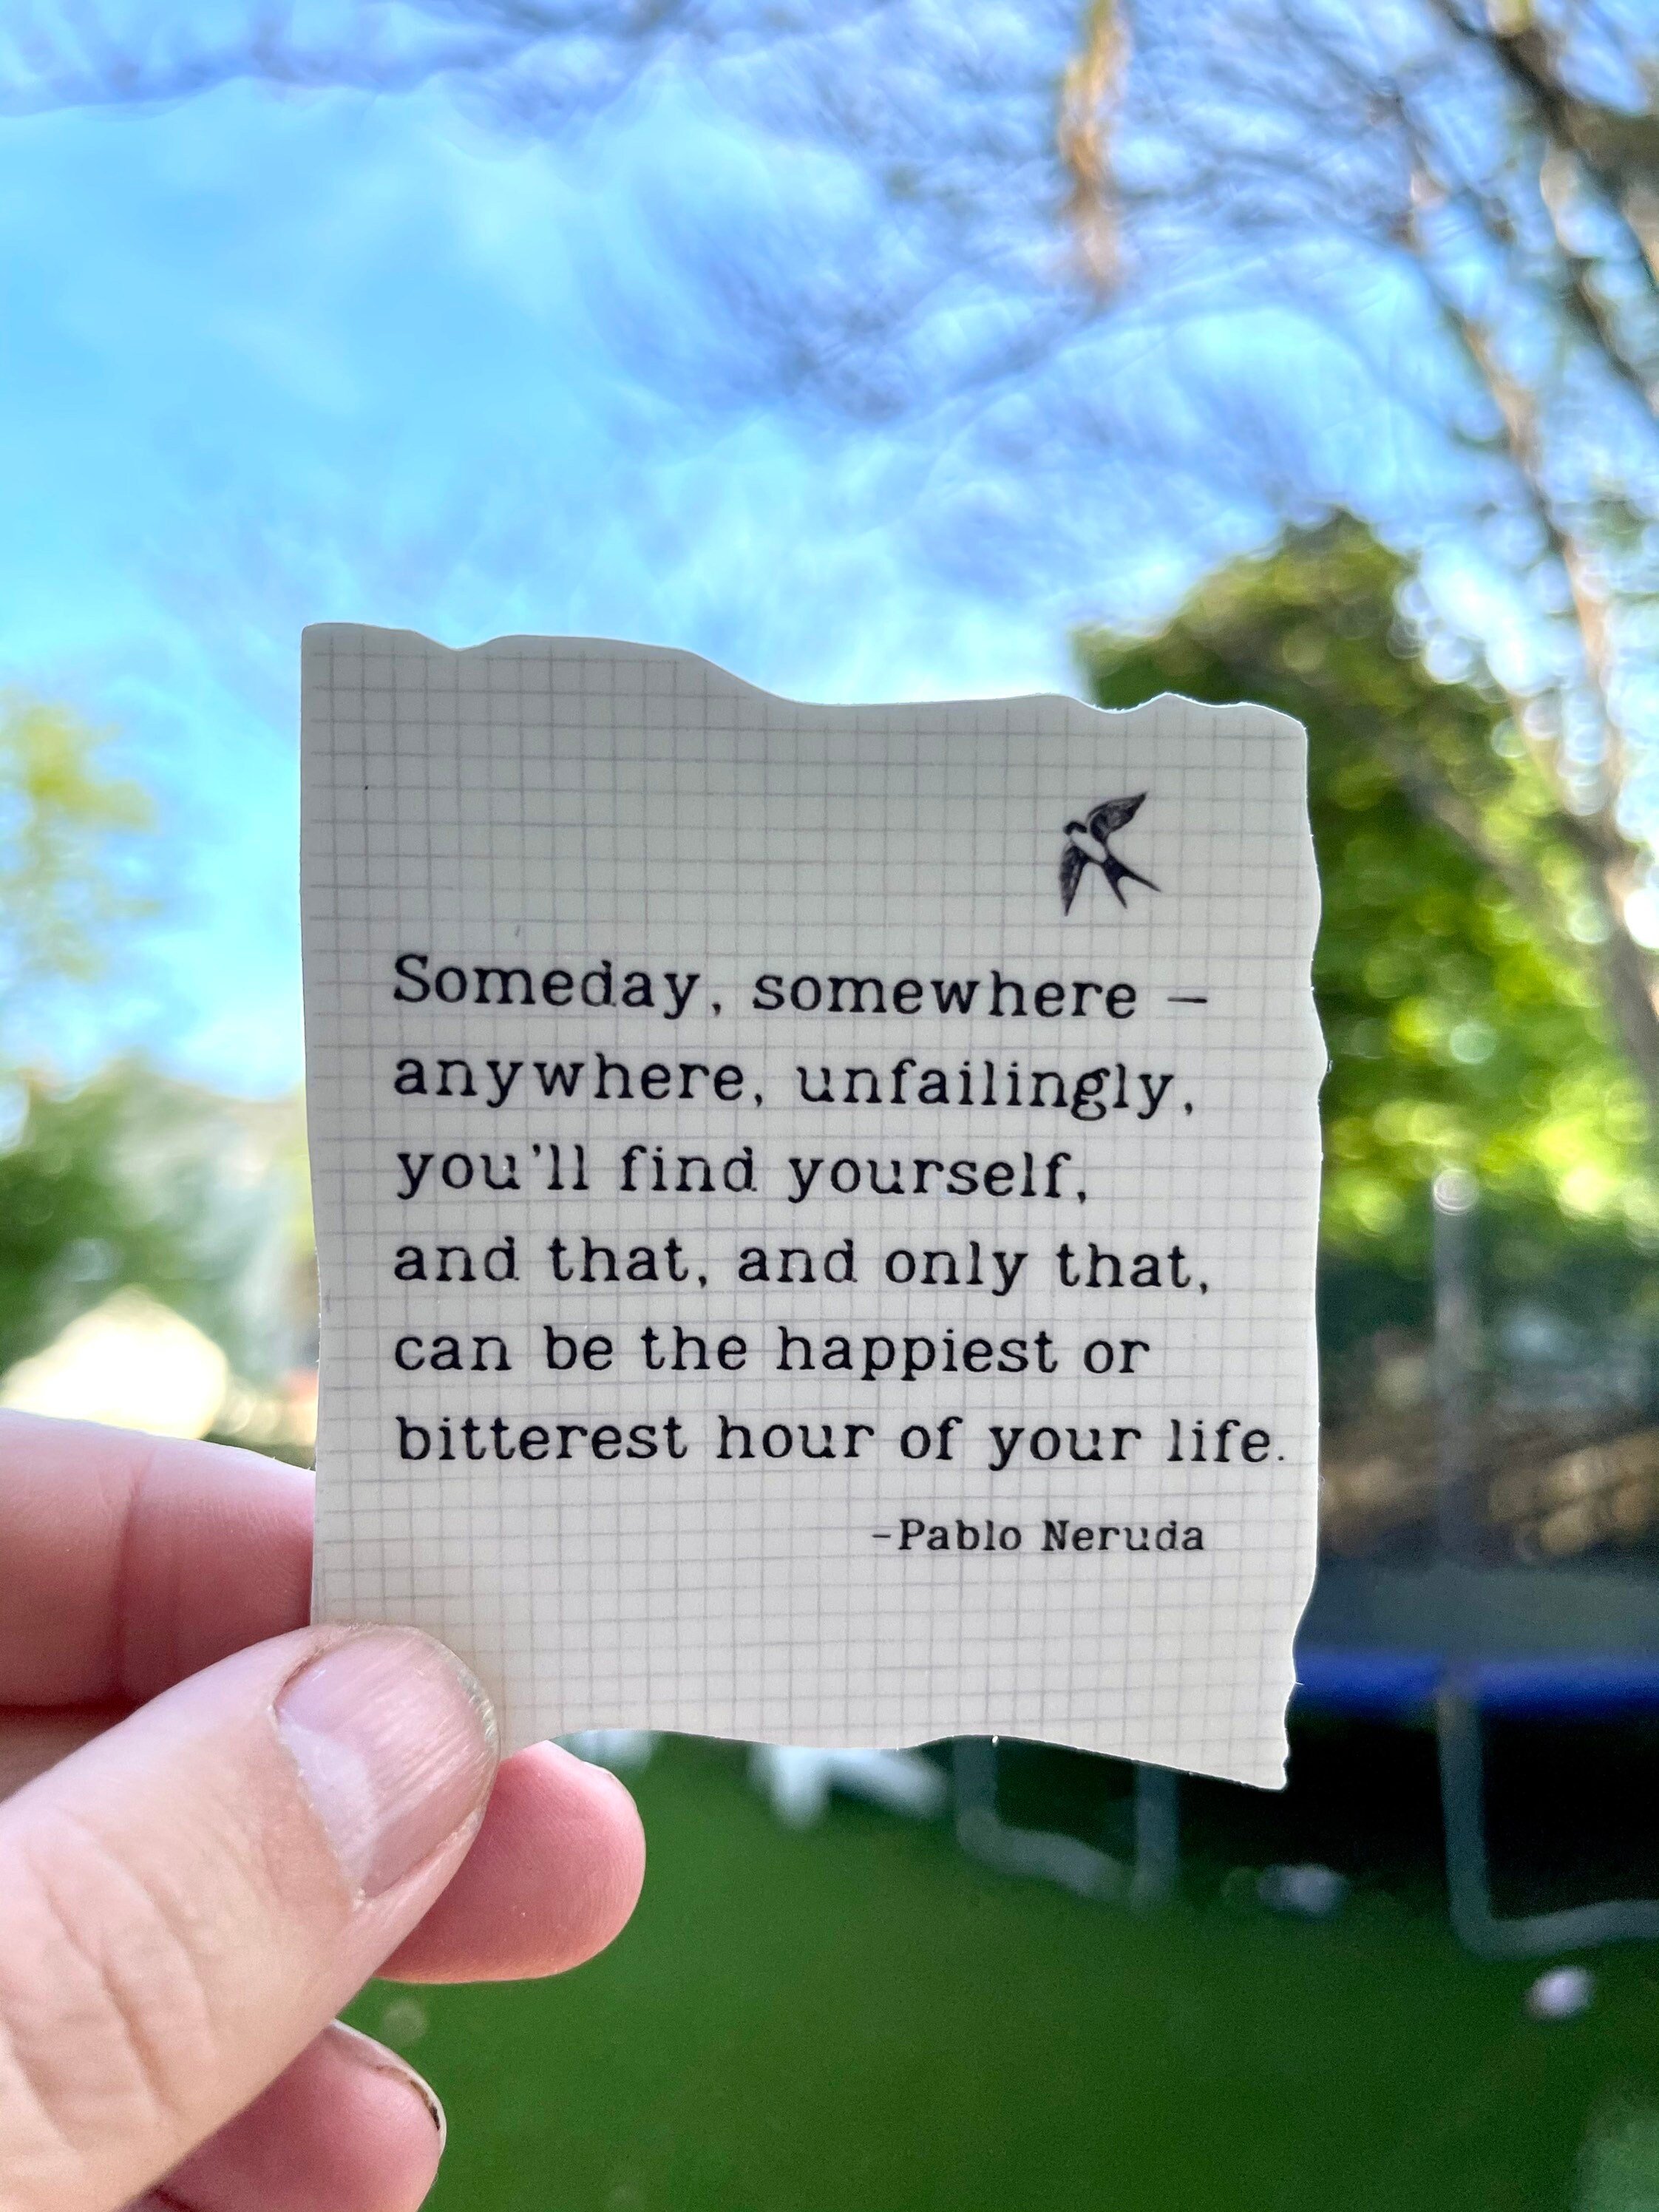 Someday, somewhere –
anywhere, unfailingly,
you'll find yourself,
and that, and only that,
can be the happiest or
bitterest hour of your life.
-Pablo Neruda